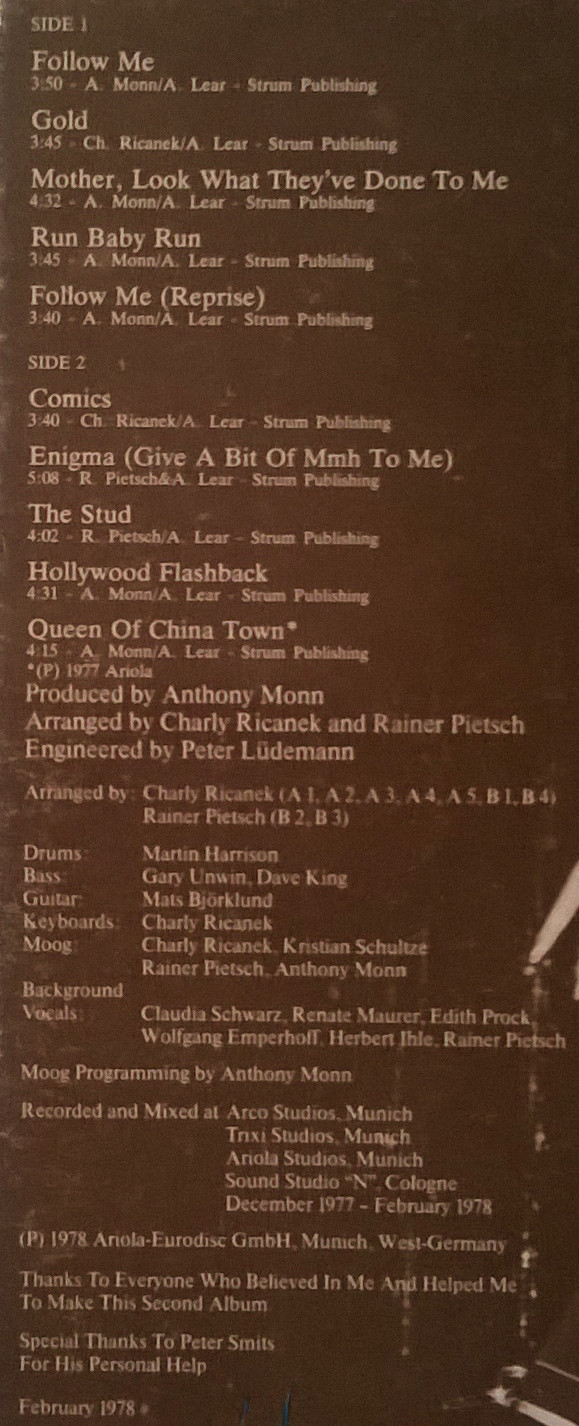 SIDE 1
Follow Me
3:50 - A. Monn/A. Lear - Strum Publishing
Gold
3:45 - Ch. Ricanek/A. Lear - Strum Publishing
Mother, Look What They've Done To Me
4:32 - A. Monn/A. Lear - Strum Publishing
Run Baby Run
3:45 - A. Monn/A. Lear - Strum Publishing
Follow Me (Reprise)
3:40 - A. Monn/A. Lear - Strum Publishing
SIDE 2
Comics
3:40 - Ch. Ricanek/A. Lear - Strum Publishing
Enigma (Give A Bit Of Mmh To Me)
5:08 - R. Pietsch&A. Lear - Strum Publishing
The Stud
4:02 - R. Pietsch/A. Lear - Strum Publishing
Hollywood Flashback
4:31 - A. Monn/A. Lear - Strum Publishing
Queen Of China Town*
4:15 - A. Monn/A. Lear - Strum Publishing
*(P) 1977 Ariola
Produced by Anthony Monn
Arranged by Charly Ricanek and Rainer Pietsch
Engineered by Peter Lüdemann
Arranged by: Charly Ricanek (A 1, A 2, A 3, A 4, A 5, B 1, B 4)
Rainer Pietsch (B 2, B 3)
Drums: Martin Harrison
Bass: Gary Unwin, Dave King
Guitar: Mats Björklund
Keyboards: Charly Ricanek
Moog: Charly Ricanek, Kristian Schultze
Rainer Pietsch, Anthony Monn
Background
Vocals: Claudia Schwarz, Renate Maurer, Edith Prock,
Wolfgang Emperhoff, Herbert Ihle, Rainer Pietsch
Moog Programming by Anthony Monn
Recorded and Mixed at Arco Studios, Munich
Trixi Studios, Munich
Ariola Studios, Munich
Sound Studio "N", Cologne
December 1977 - February 1978
(P) 1978 Ariola-Eurodisc GmbH, Munich, West-Germany
Thanks To Everyone Who Believed In Me And Helped Me
To Make This Second Album
Special Thanks To Peter Smits
For His Personal Help
February 1978